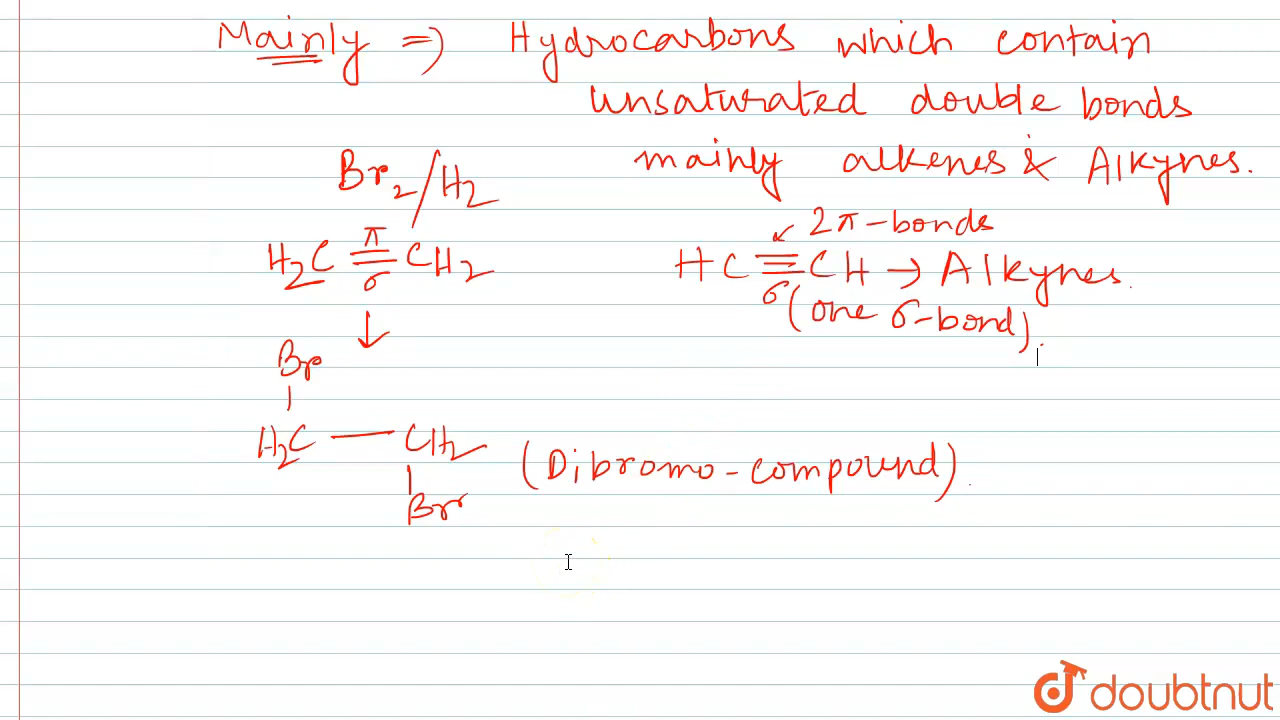 Mainly ⇒ Hydrocarbons which contain
unsaturated double bonds
mainly alkenes & Alkynes.
Br₂/H₂
H₂C π═σ CH₂
↓
Br
|
H₂C — CH₂
|
Br
(Dibromo-compound).
↙ 2π-bonds
HC ≡ CH → Alkynes.
σ (one σ-bond).
doubtnut